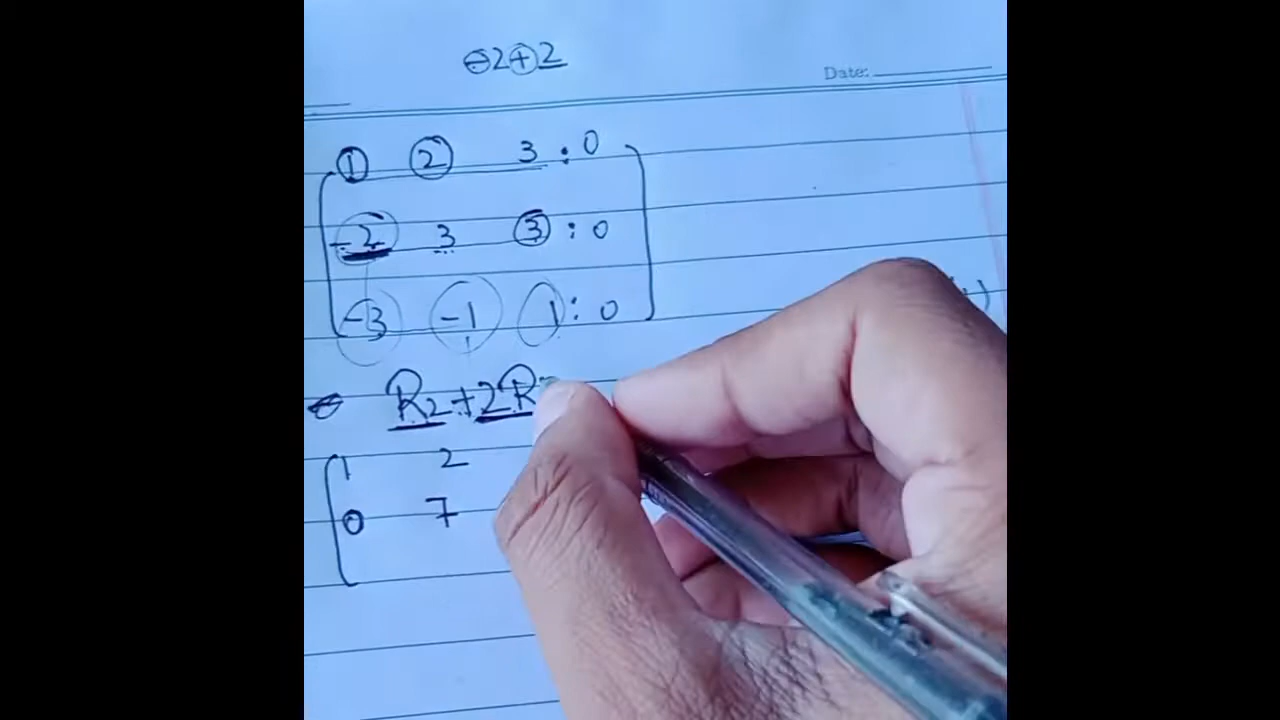 -2+2
Date:
1 2 3 : 0
-2 3 3 : 0
-3 -1 1 : 0
R2+2R
1 2
0 7